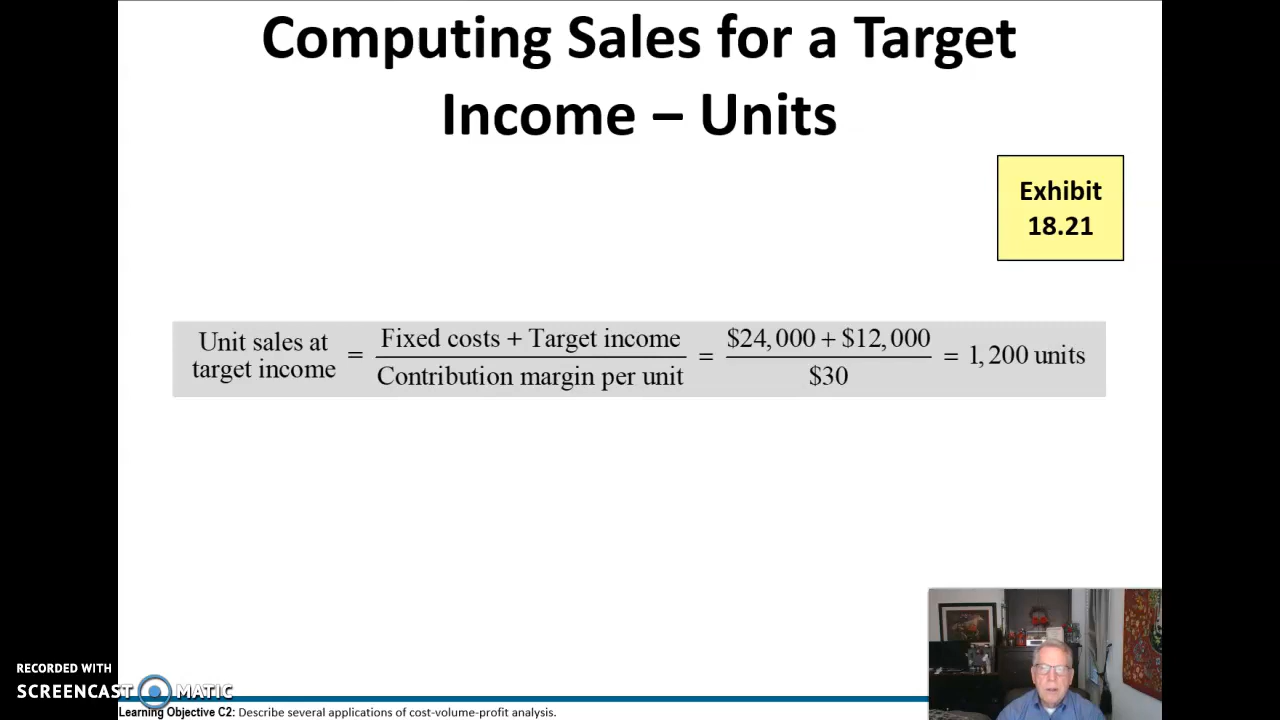 Computing Sales for a Target
Income – Units
Exhibit
18.21
Unit sales at target income = Fixed costs + Target income / Contribution margin per unit = $24,000 + $12,000 / $30 = 1,200 units
RECORDED WITH
SCREENCAST MATIC
Learning Objective C2: Describe several applications of cost-volume-profit analysis.